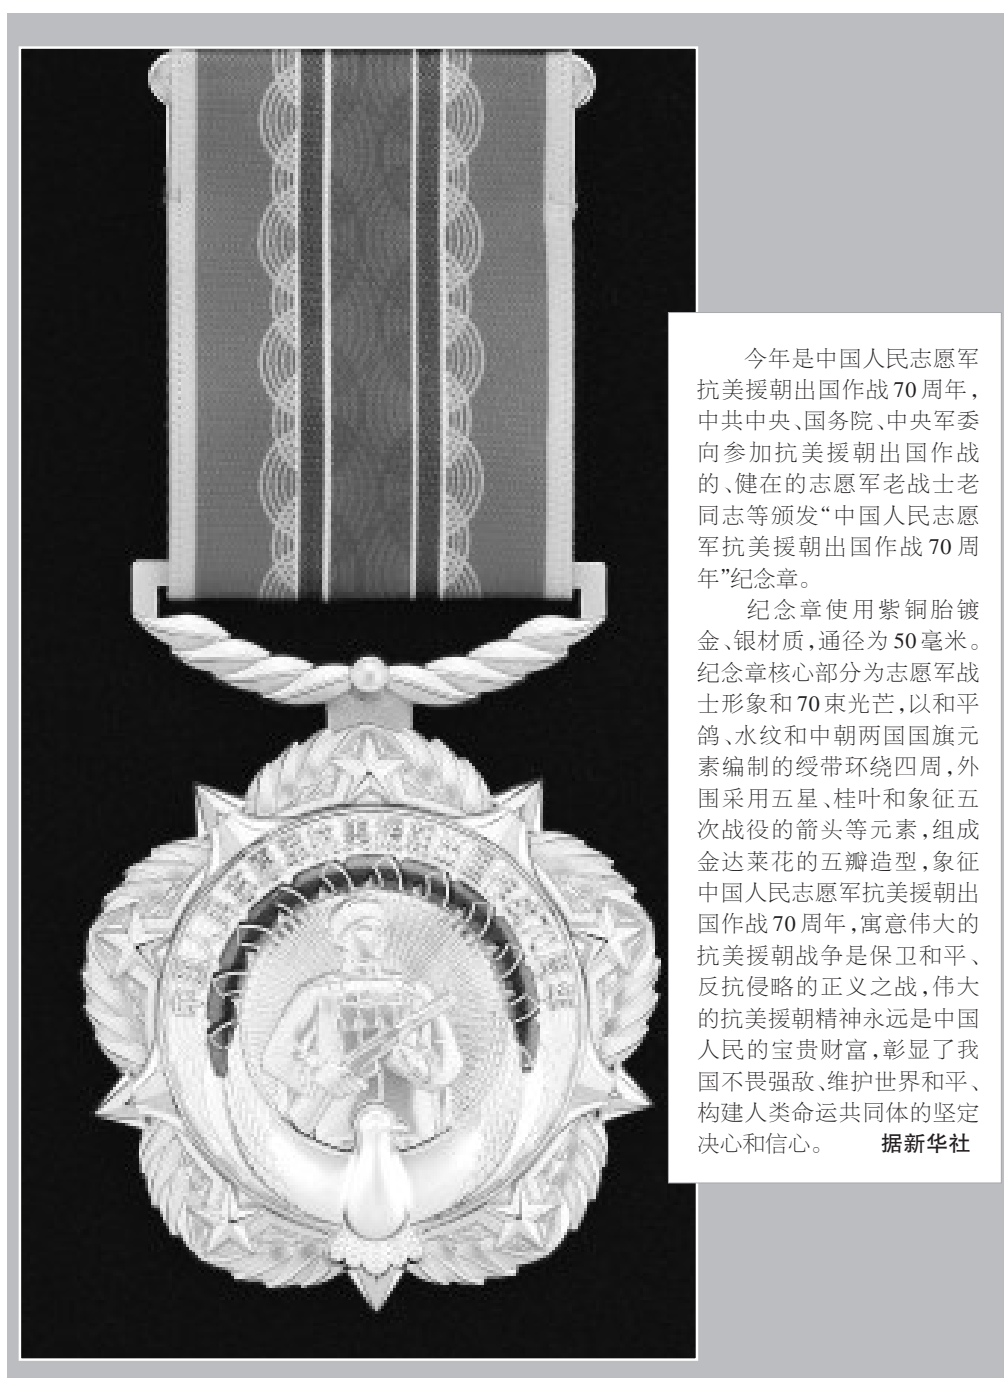 今年是中国人民志愿军
抗美援朝出国作战70周年，
中共中央、国务院、中央军委
向参加抗美援朝出国作战
的、健在的志愿军老战士老
同志等颁发“中国人民志愿
军抗美援朝出国作战70周
年”纪念章。
纪念章使用紫铜胎镀
金、银材质，通径为50毫米。
纪念章核心部分为志愿军战
士形象和70束光芒，以和平
鸽、水纹和中朝两国国旗元
素编制的绶带环绕四周，外
围采用五星、桂叶和象征五
次战役的箭头等元素，组成
金达莱花的五瓣造型，象征
中国人民志愿军抗美援朝出
国作战70周年，寓意伟大的
抗美援朝战争是保卫和平、
反抗侵略的正义之战，伟大
的抗美援朝精神永远是中国
人民的宝贵财富，彰显了我
国不畏强敌、维护世界和平、
构建人类命运共同体的坚定
决心和信心。 据新华社